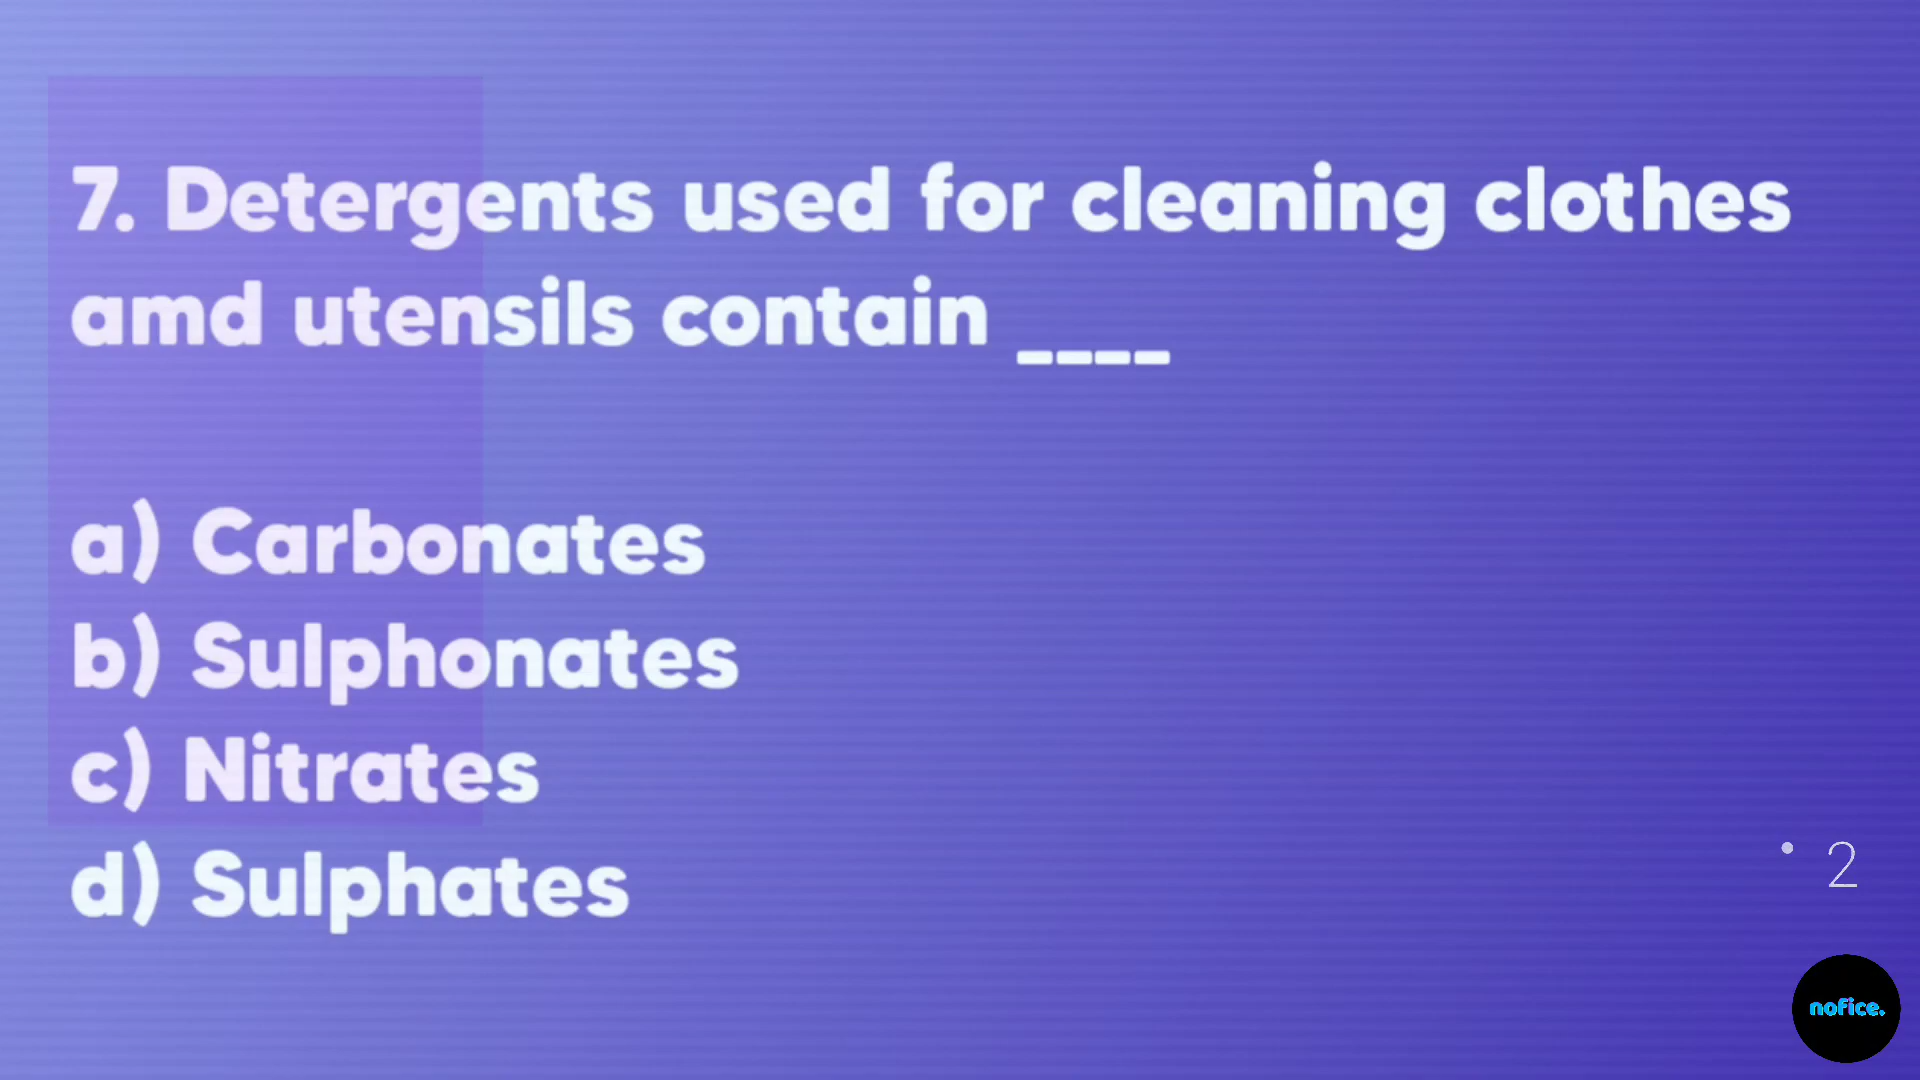 7. Detergents used for cleaning clothes
amd utensils contain ____
a) Carbonates
b) Sulphonates
c) Nitrates
d) Sulphates
2
nofice.